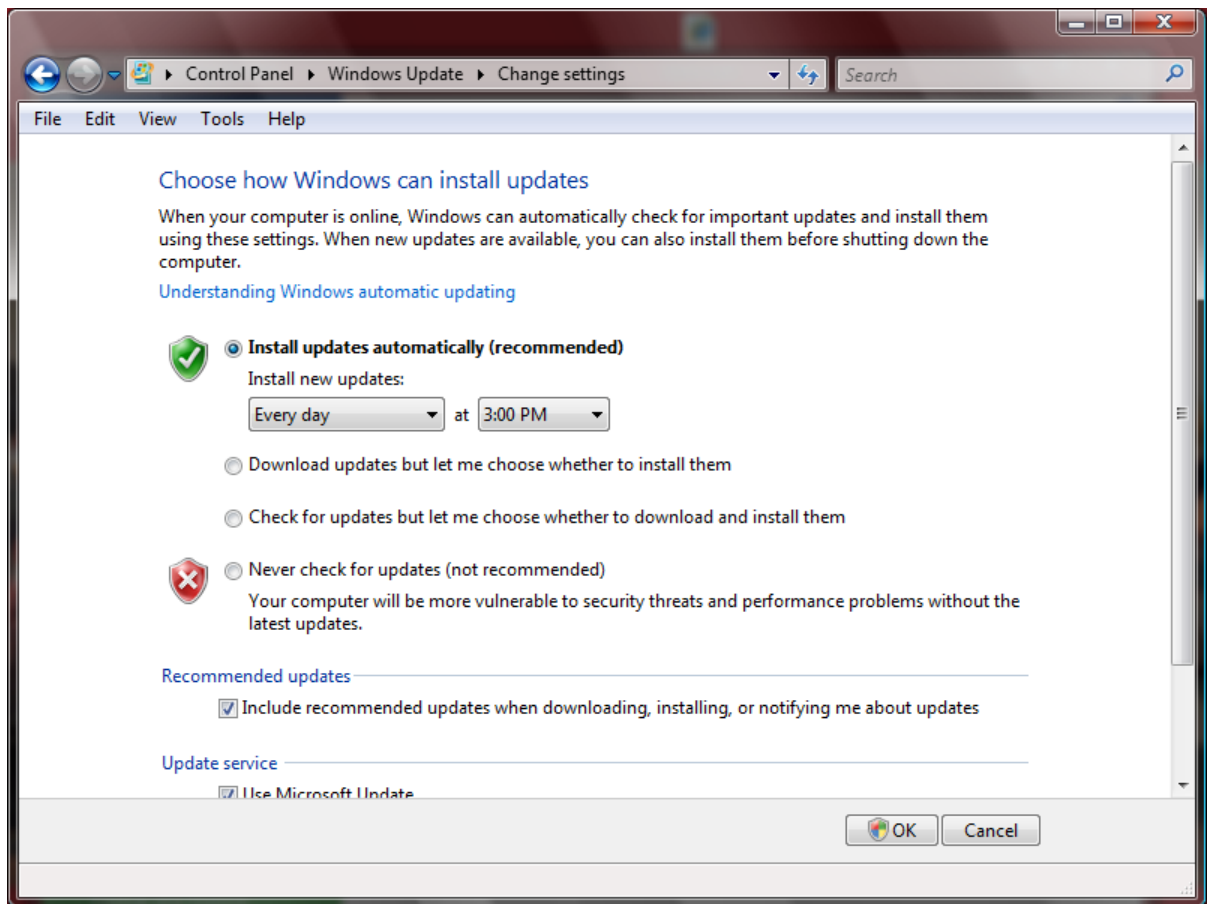 Control Panel Windows Update Change settings
Search
File Edit View Tools Help
Choose how Windows can install updates
When your computer is online, Windows can automatically check for important updates and install them
using these settings. When new updates are available, you can also install them before shutting down the
computer.
Understanding Windows automatic updating
Install updates automatically (recommended)
Install new updates:
Every day at 3:00 PM
Download updates but let me choose whether to install them
Check for updates but let me choose whether to download and install them
Never check for updates (not recommended)
Your computer will be more vulnerable to security threats and performance problems without the
latest updates.
Recommended updates
Include recommended updates when downloading, installing, or notifying me about updates
Update service
Use Microsoft Update
OK Cancel